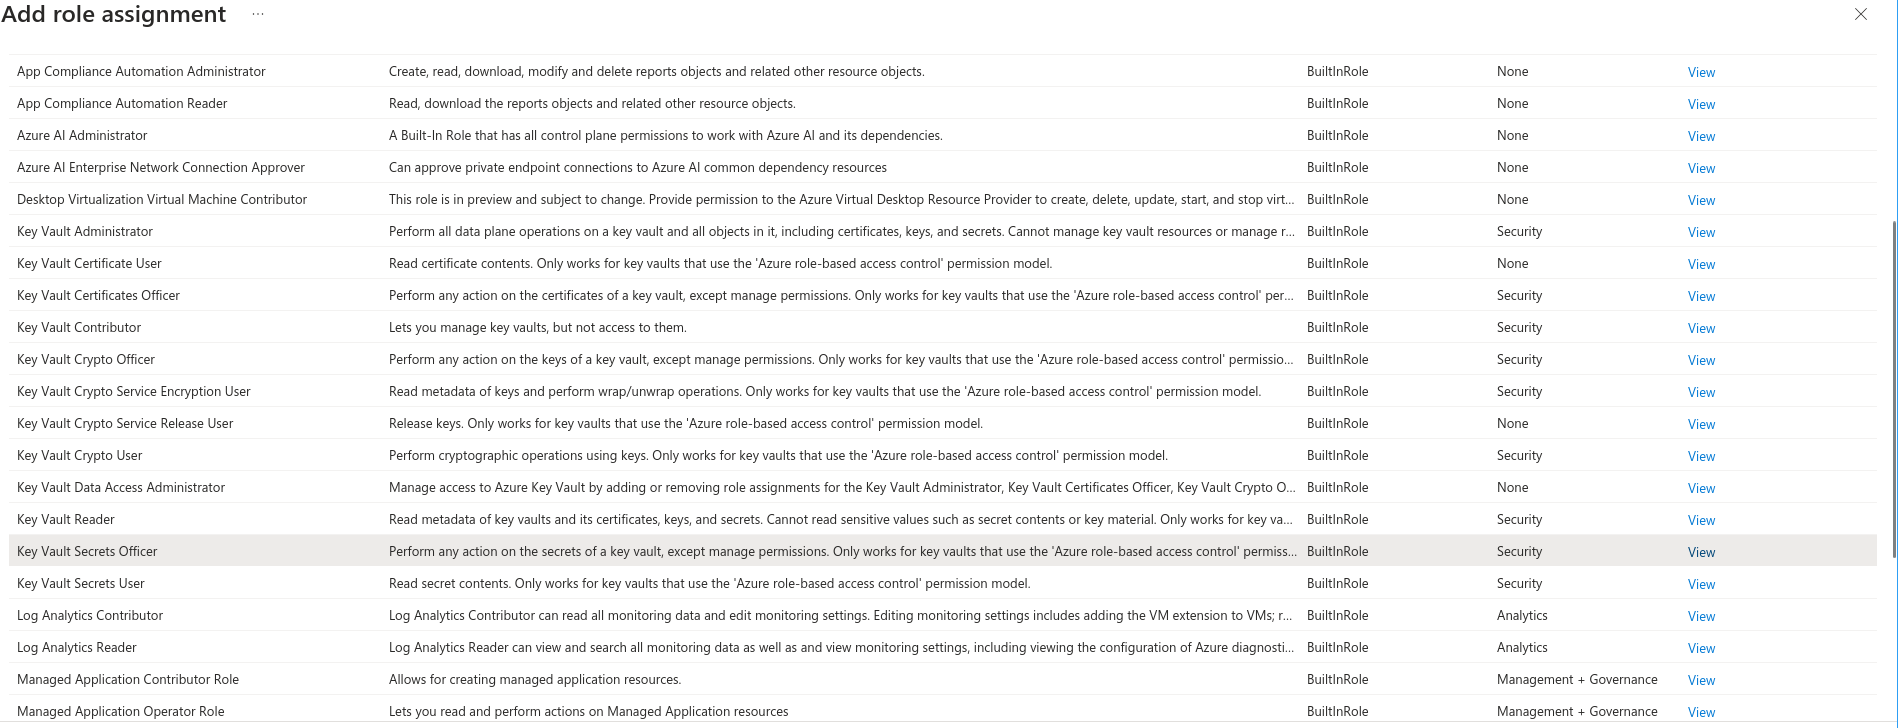 Add role assignment ...
App Compliance Automation Administrator Create, read, download, modify and delete reports objects and related other resource objects. BuiltInRole None View
App Compliance Automation Reader Read, download the reports objects and related other resource objects. BuiltInRole None View
Azure AI Administrator A Built-In Role that has all control plane permissions to work with Azure AI and its dependencies. BuiltInRole None View
Azure AI Enterprise Network Connection Approver Can approve private endpoint connections to Azure AI common dependency resources BuiltInRole None View
Desktop Virtualization Virtual Machine Contributor This role is in preview and subject to change. Provide permission to the Azure Virtual Desktop Resource Provider to create, delete, update, start, and stop virt... BuiltInRole None View
Key Vault Administrator Perform all data plane operations on a key vault and all objects in it, including certificates, keys, and secrets. Cannot manage key vault resources or manage r... BuiltInRole Security View
Key Vault Certificate User Read certificate contents. Only works for key vaults that use the 'Azure role-based access control' permission model. BuiltInRole None View
Key Vault Certificates Officer Perform any action on the certificates of a key vault, except manage permissions. Only works for key vaults that use the 'Azure role-based access control' per... BuiltInRole Security View
Key Vault Contributor Lets you manage key vaults, but not access to them. BuiltInRole Security View
Key Vault Crypto Officer Perform any action on the keys of a key vault, except manage permissions. Only works for key vaults that use the 'Azure role-based access control' permissio... BuiltInRole Security View
Key Vault Crypto Service Encryption User Read metadata of keys and perform wrap/unwrap operations. Only works for key vaults that use the 'Azure role-based access control' permission model. BuiltInRole Security View
Key Vault Crypto Service Release User Release keys. Only works for key vaults that use the 'Azure role-based access control' permission model. BuiltInRole None View
Key Vault Crypto User Perform cryptographic operations using keys. Only works for key vaults that use the 'Azure role-based access control' permission model. BuiltInRole Security View
Key Vault Data Access Administrator Manage access to Azure Key Vault by adding or removing role assignments for the Key Vault Administrator, Key Vault Certificates Officer, Key Vault Crypto O... BuiltInRole None View
Key Vault Reader Read metadata of key vaults and its certificates, keys, and secrets. Cannot read sensitive values such as secret contents or key material. Only works for key va... BuiltInRole Security View
Key Vault Secrets Officer Perform any action on the secrets of a key vault, except manage permissions. Only works for key vaults that use the 'Azure role-based access control' permiss... BuiltInRole Security View
Key Vault Secrets User Read secret contents. Only works for key vaults that use the 'Azure role-based access control' permission model. BuiltInRole Security View
Log Analytics Contributor Log Analytics Contributor can read all monitoring data and edit monitoring settings. Editing monitoring settings includes adding the VM extension to VMs; r... BuiltInRole Analytics View
Log Analytics Reader Log Analytics Reader can view and search all monitoring data as well as and view monitoring settings, including viewing the configuration of Azure diagnosti... BuiltInRole Analytics View
Managed Application Contributor Role Allows for creating managed application resources. BuiltInRole Management + Governance View
Managed Application Operator Role Lets you read and perform actions on Managed Application resources BuiltInRole Management + Governance View